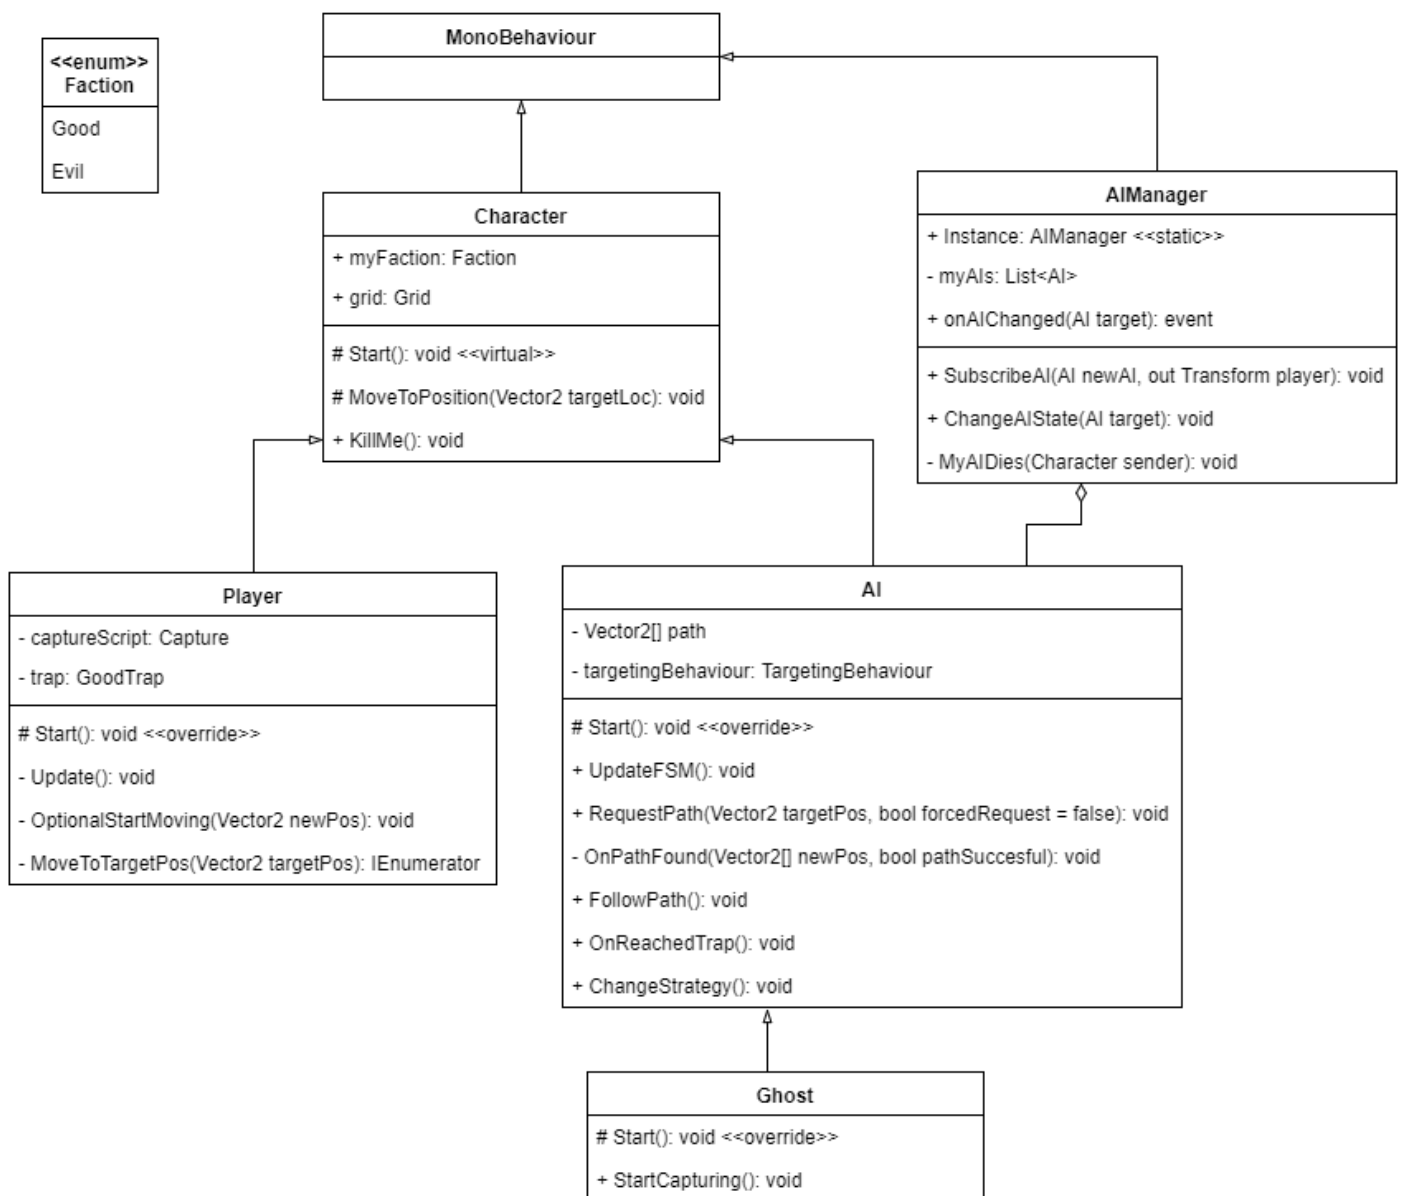 <<enum>>
Faction
Good
Evil
MonoBehaviour
Character
+ myFaction: Faction
+ grid: Grid
# Start(): void <<virtual>>
# MoveToPosition(Vector2 targetLoc): void
+ KillMe(): void
AIManager
+ Instance: AIManager <<static>>
- myAIs: List<AI>
+ onAIChanged(AI target): event
+ SubscribeAI(AI newAI, out Transform player): void
+ ChangeAIState(AI target): void
- MyAIDies(Character sender): void
Player
- captureScript: Capture
- trap: GoodTrap
# Start(): void <<override>>
- Update(): void
- OptionalStartMoving(Vector2 newPos): void
- MoveToTargetPos(Vector2 targetPos): IEnumerator
AI
- Vector2[] path
- targetingBehaviour: TargetingBehaviour
# Start(): void <<override>>
+ UpdateFSM(): void
+ RequestPath(Vector2 targetPos, bool forcedRequest = false): void
- OnPathFound(Vector2[] newPos, bool pathSuccesful): void
+ FollowPath(): void
+ OnReachedTrap(): void
+ ChangeStrategy(): void
Ghost
# Start(): void <<override>>
+ StartCapturing(): void